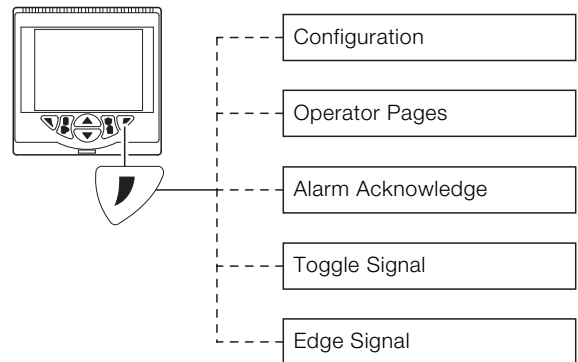 Configuration
Operator Pages
Alarm Acknowledge
Toggle Signal
Edge Signal